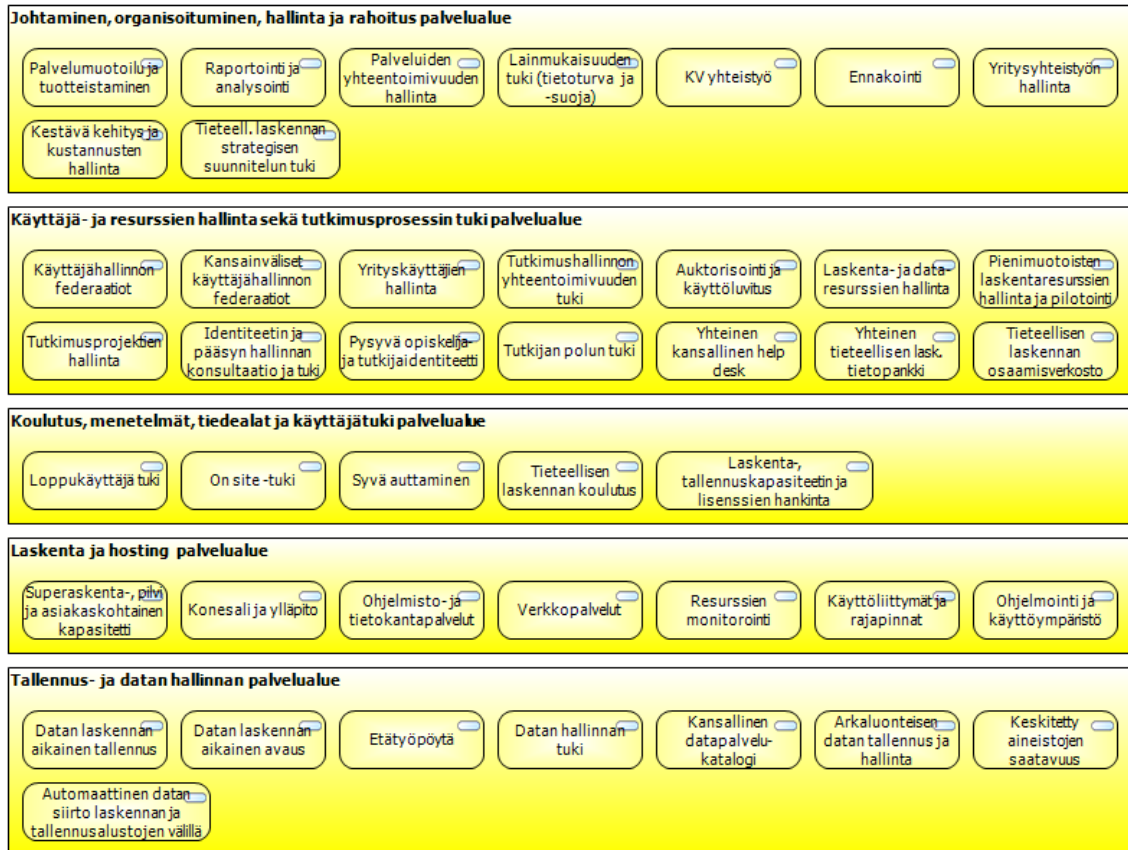 Johtaminen, organisoituminen, hallinta ja rahoitus palvelualue
Palvelumuotoilu ja
tuotteistaminen
Raportointi ja
analysointi
Palveluiden
yhteentoimivuuden
hallinta
Lainmukaisuuden
tuki (tietoturva ja
-suoja)
KV yhteistyö
Ennakointi
Yritysyhteistyön
hallinta
Kestävä kehitys ja
kustannusten
hallinta
Tieteell. laskennan
strategisen
suunnitelun tuki
Käyttäjä- ja resurssien hallinta sekä tutkimusprosessin tuki palvelualue
Käyttäjähallinnon
federaatiot
Kansainväliset
käyttäjähallinnon
federaatiot
Yrityskäyttäjien
hallinta
Tutkimushallinnon
yhteentoimivuuden
tuki
Auktorisointi ja
käyttöluvitus
Laskenta- ja data-
resurssien hallinta
Pienimuotoisten
laskentaresurssien
hallinta ja pilotointi
Tutkimusprojektien
hallinta
Identiteetin ja
pääsyn hallinnan
konsultaatio ja tuki
Pysyvä opiskelija-
ja tutkijaidentiteetti
Tutkijan polun tuki
Yhteinen
kansallinen help
desk
Yhteinen
tieteellisen lask.
tietopankki
Tieteellisen
laskennan
osaamisverkosto
Koulutus, menetelmät, tiedealat ja käyttäjätuki palvelualue
Loppukäyttäjä tuki
On site -tuki
Syvä auttaminen
Tieteellisen
laskennan koulutus
Laskenta-,
tallennuskapasiteetin ja
lisenssien hankinta
Laskenta ja hosting palvelualue
Superaskenta-, pilvi
ja asiakaskohtainen
kapasitetti
Konesali ja ylläpito
Ohjelmisto- ja
tietokantapalvelut
Verkkopalvelut
Resurssien
monitorointi
Käyttöliittymät ja
rajapinnat
Ohjelmointi ja
käyttöympäristö
Tallennus- ja datan hallinnan palvelualue
Datan laskennan
aikainen tallennus
Datan laskennan
aikainen avaus
Etätyöpöytä
Datan hallinnan
tuki
Kansallinen
datapalvelu-
katalogi
Arkaluonteisen
datan tallennus ja
hallinta
Keskitetty
aineistojen
saatavuus
Automaattinen datan
siirto laskennan ja
tallennusalustojen välillä